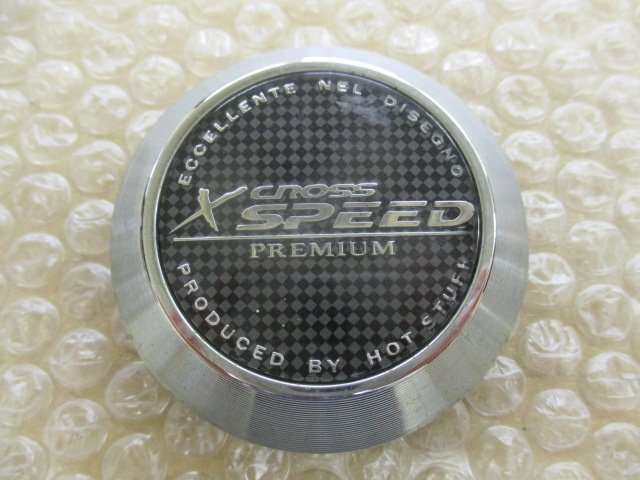 ECCELLENTE NEL DISEGNO
CROSS
X SPEED
PREMIUM
PRODUCED BY HOT STUFF